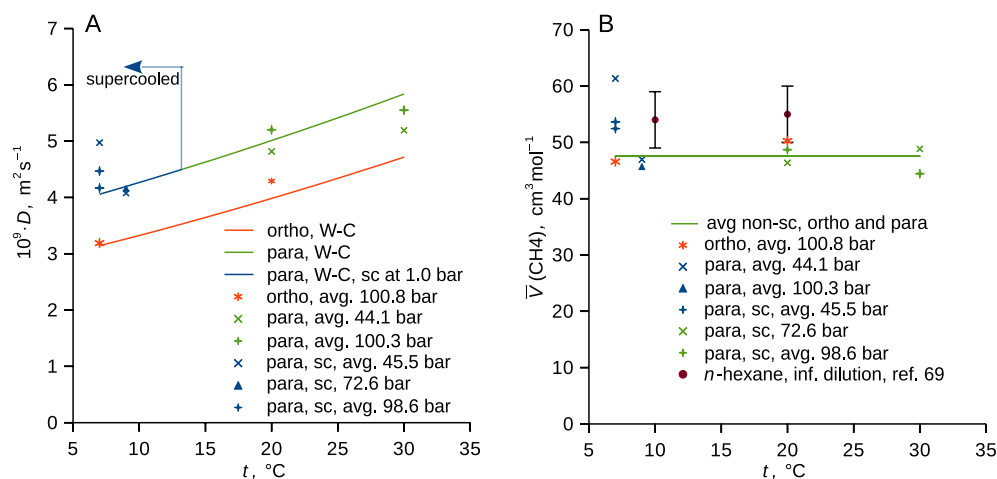 A
7
6
5
4
3
2
1
0
5
10
15
20
25
30
35
10⁹·D, m²s⁻¹
t, °C
supercooled
ortho, W-C
para, W-C
para, W-C, sc at 1.0 bar
ortho, avg. 100.8 bar
para, avg. 44.1 bar
para, avg. 100.3 bar
para, sc, avg. 45.5 bar
para, sc, 72.6 bar
para, sc, avg. 98.6 bar
B
70
60
50
40
30
20
10
0
5
10
15
20
25
30
35
V̅(CH4), cm³mol⁻¹
t, °C
avg non-sc, ortho and para
ortho, avg. 100.8 bar
para, avg. 44.1 bar
para, avg. 100.3 bar
para, sc, avg. 45.5 bar
para, sc, 72.6 bar
para, sc, avg. 98.6 bar
n-hexane, inf. dilution, ref. 69